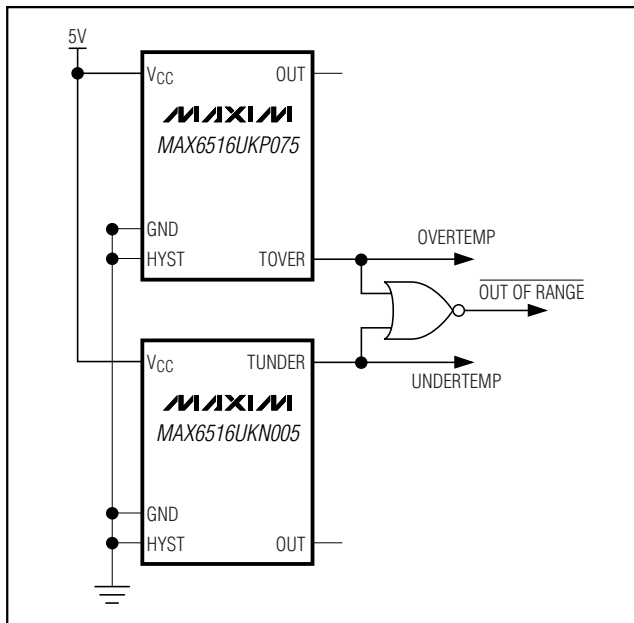 5V
VCC
OUT
MAXIM
MAX6516UKP075
GND
HYST
TOVER
OVERTEMP
OUT OF RANGE
VCC
TUNDER
UNDERTEMP
MAXIM
MAX6516UKN005
GND
HYST
OUT